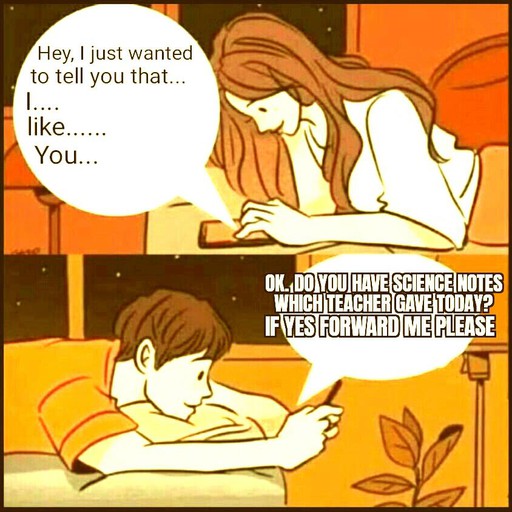 Hey, I just wanted
to tell you that...
I....
like......
You...
OK. DO YOU HAVE SCIENCE NOTES
WHICH TEACHER GAVE TODAY?
IF YES FORWARD ME PLEASE